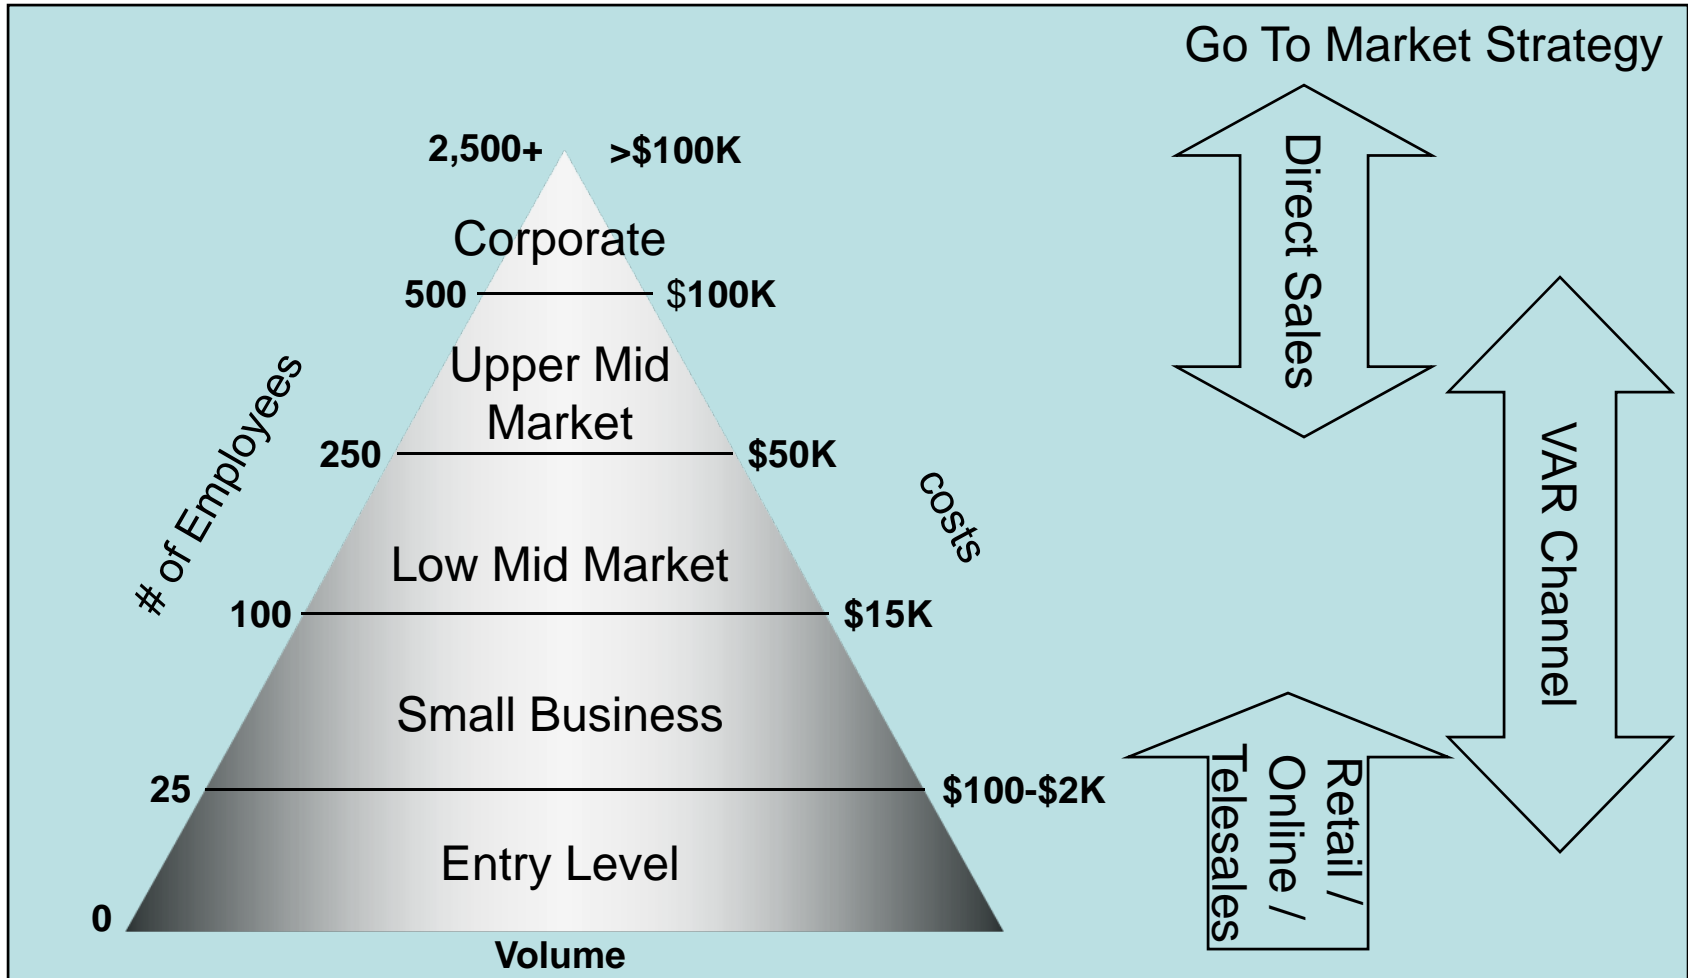 Go To Market Strategy
2,500+
>$100K
Corporate
500
$100K
Upper Mid
Market
250
$50K
# of Employees
costs
Low Mid Market
100
$15K
Small Business
25
$100-$2K
Entry Level
0
Volume
Direct Sales
VAR Channel
Retail /
Online /
Telesales